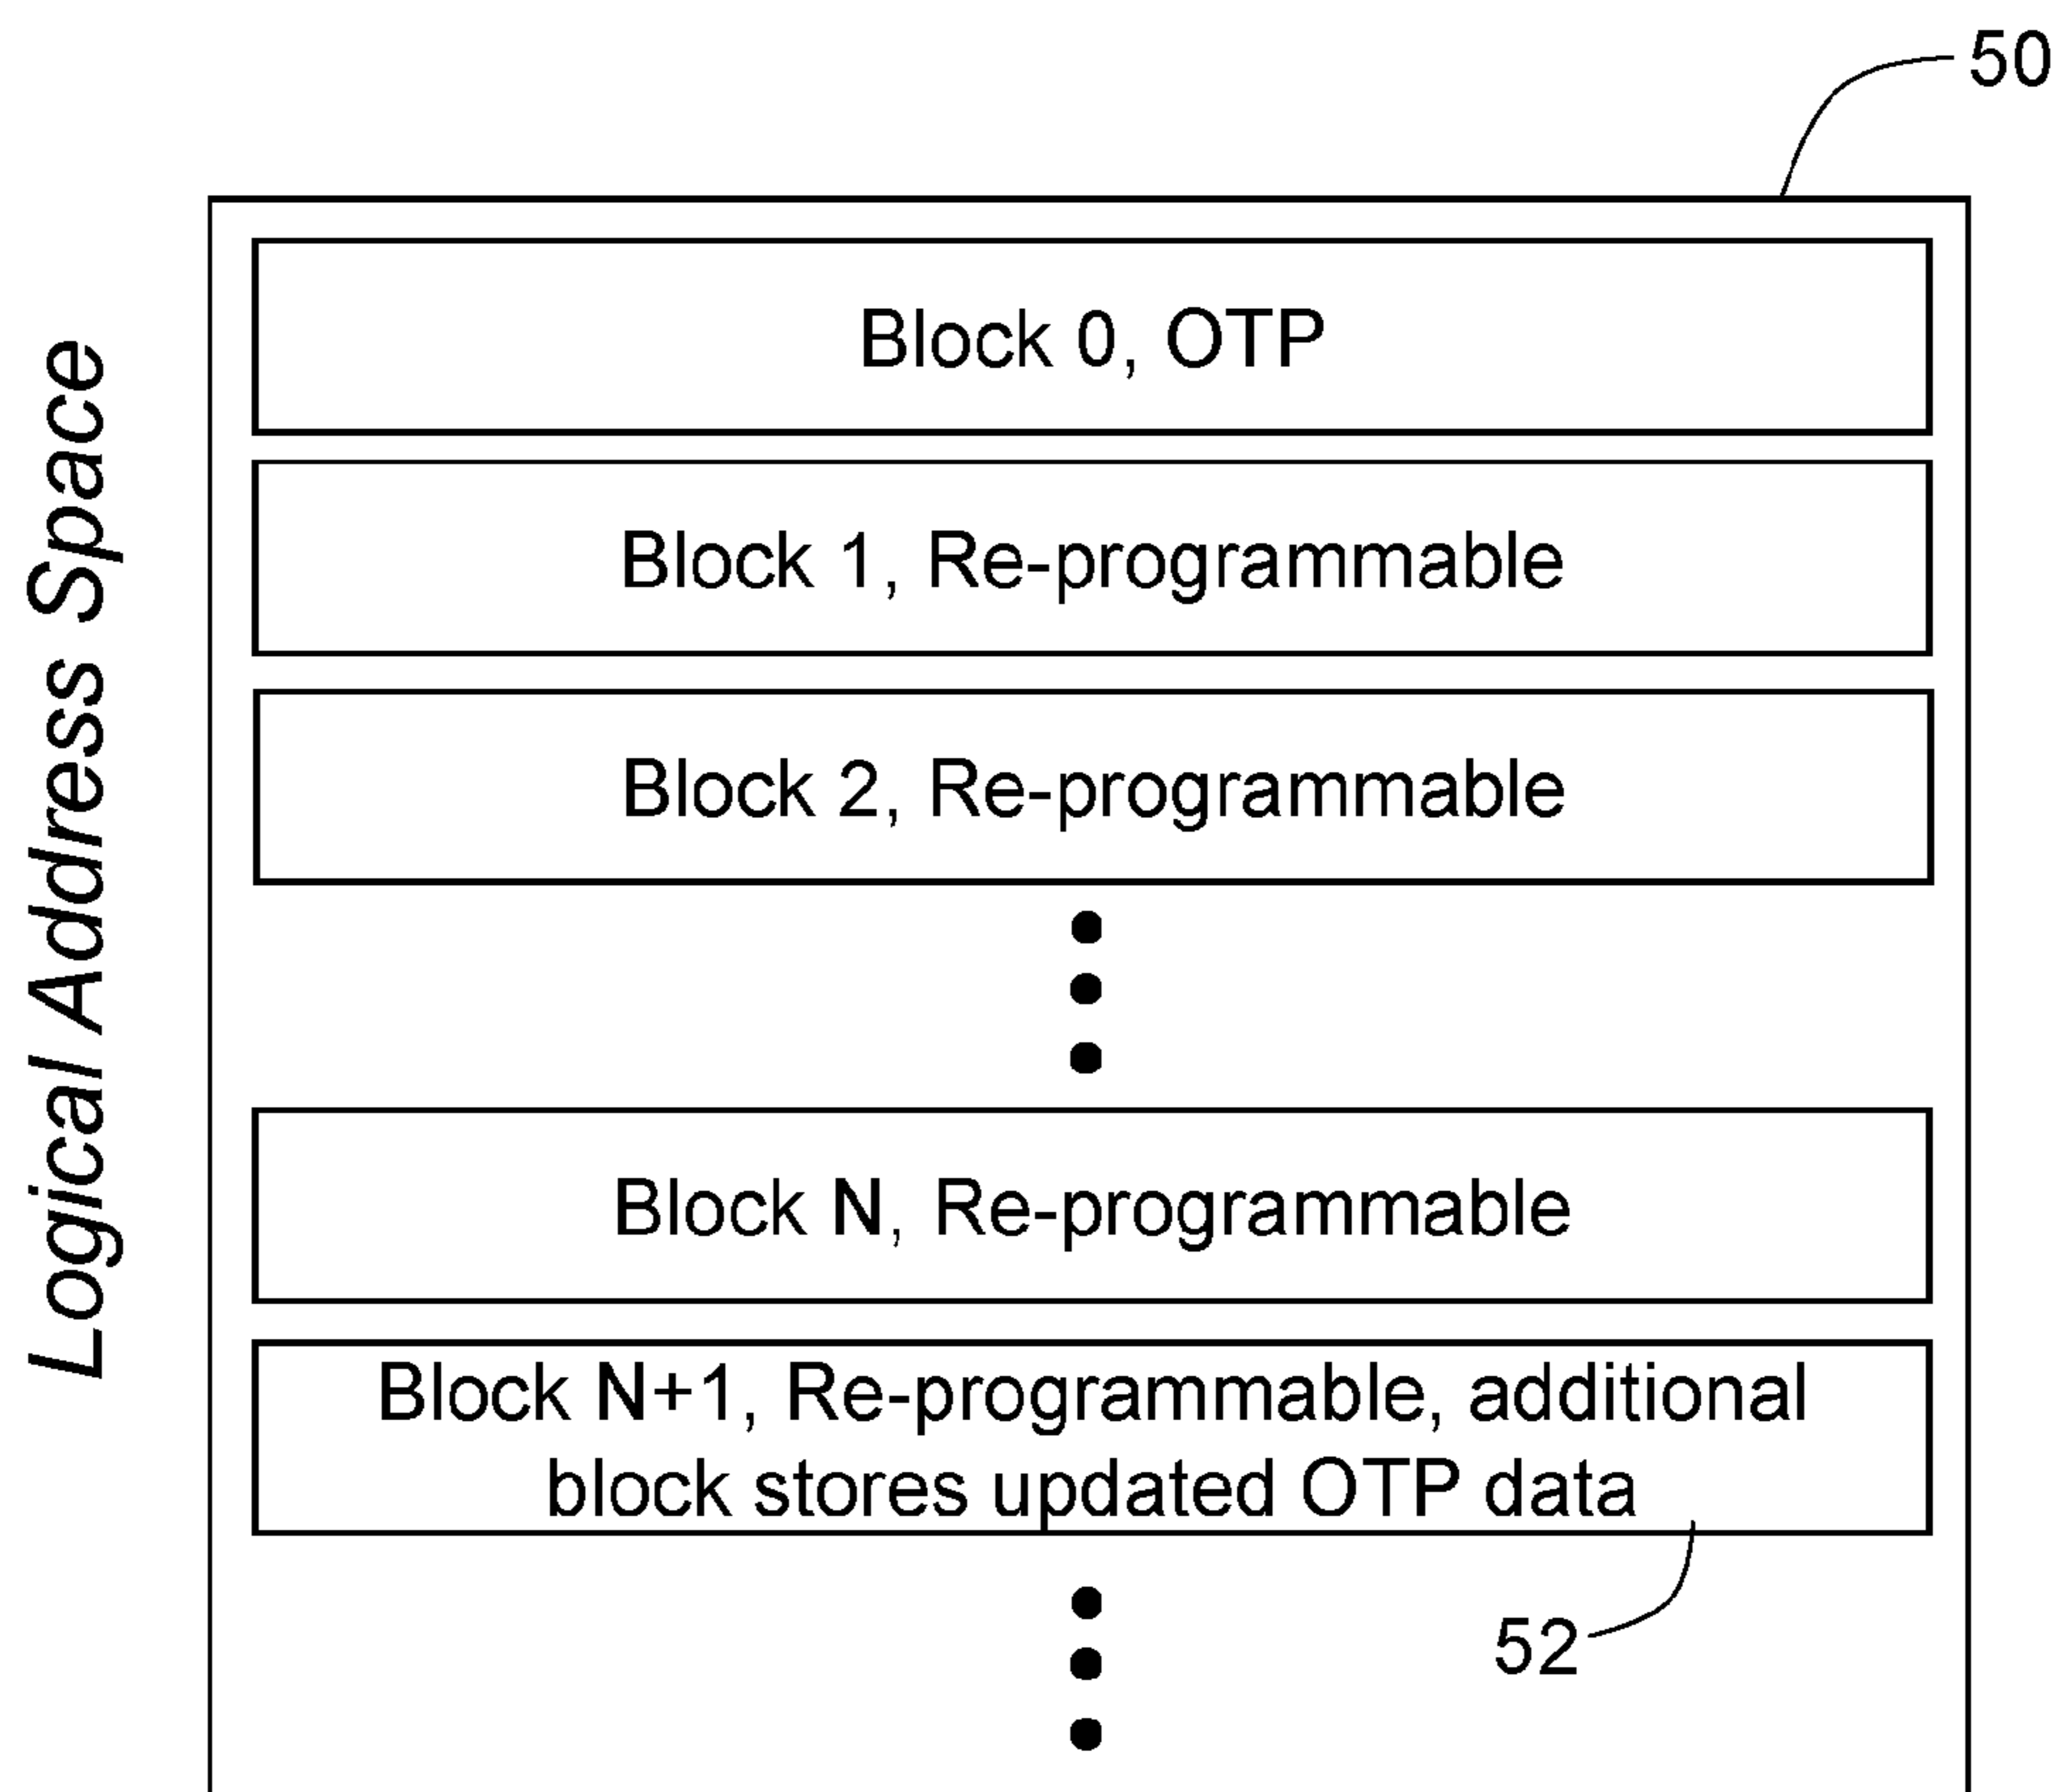 50
Logical Address Space
Block 0, OTP
Block 1, Re-programmable
Block 2, Re-programmable
Block N, Re-programmable
Block N+1, Re-programmable, additional
block stores updated OTP data
52